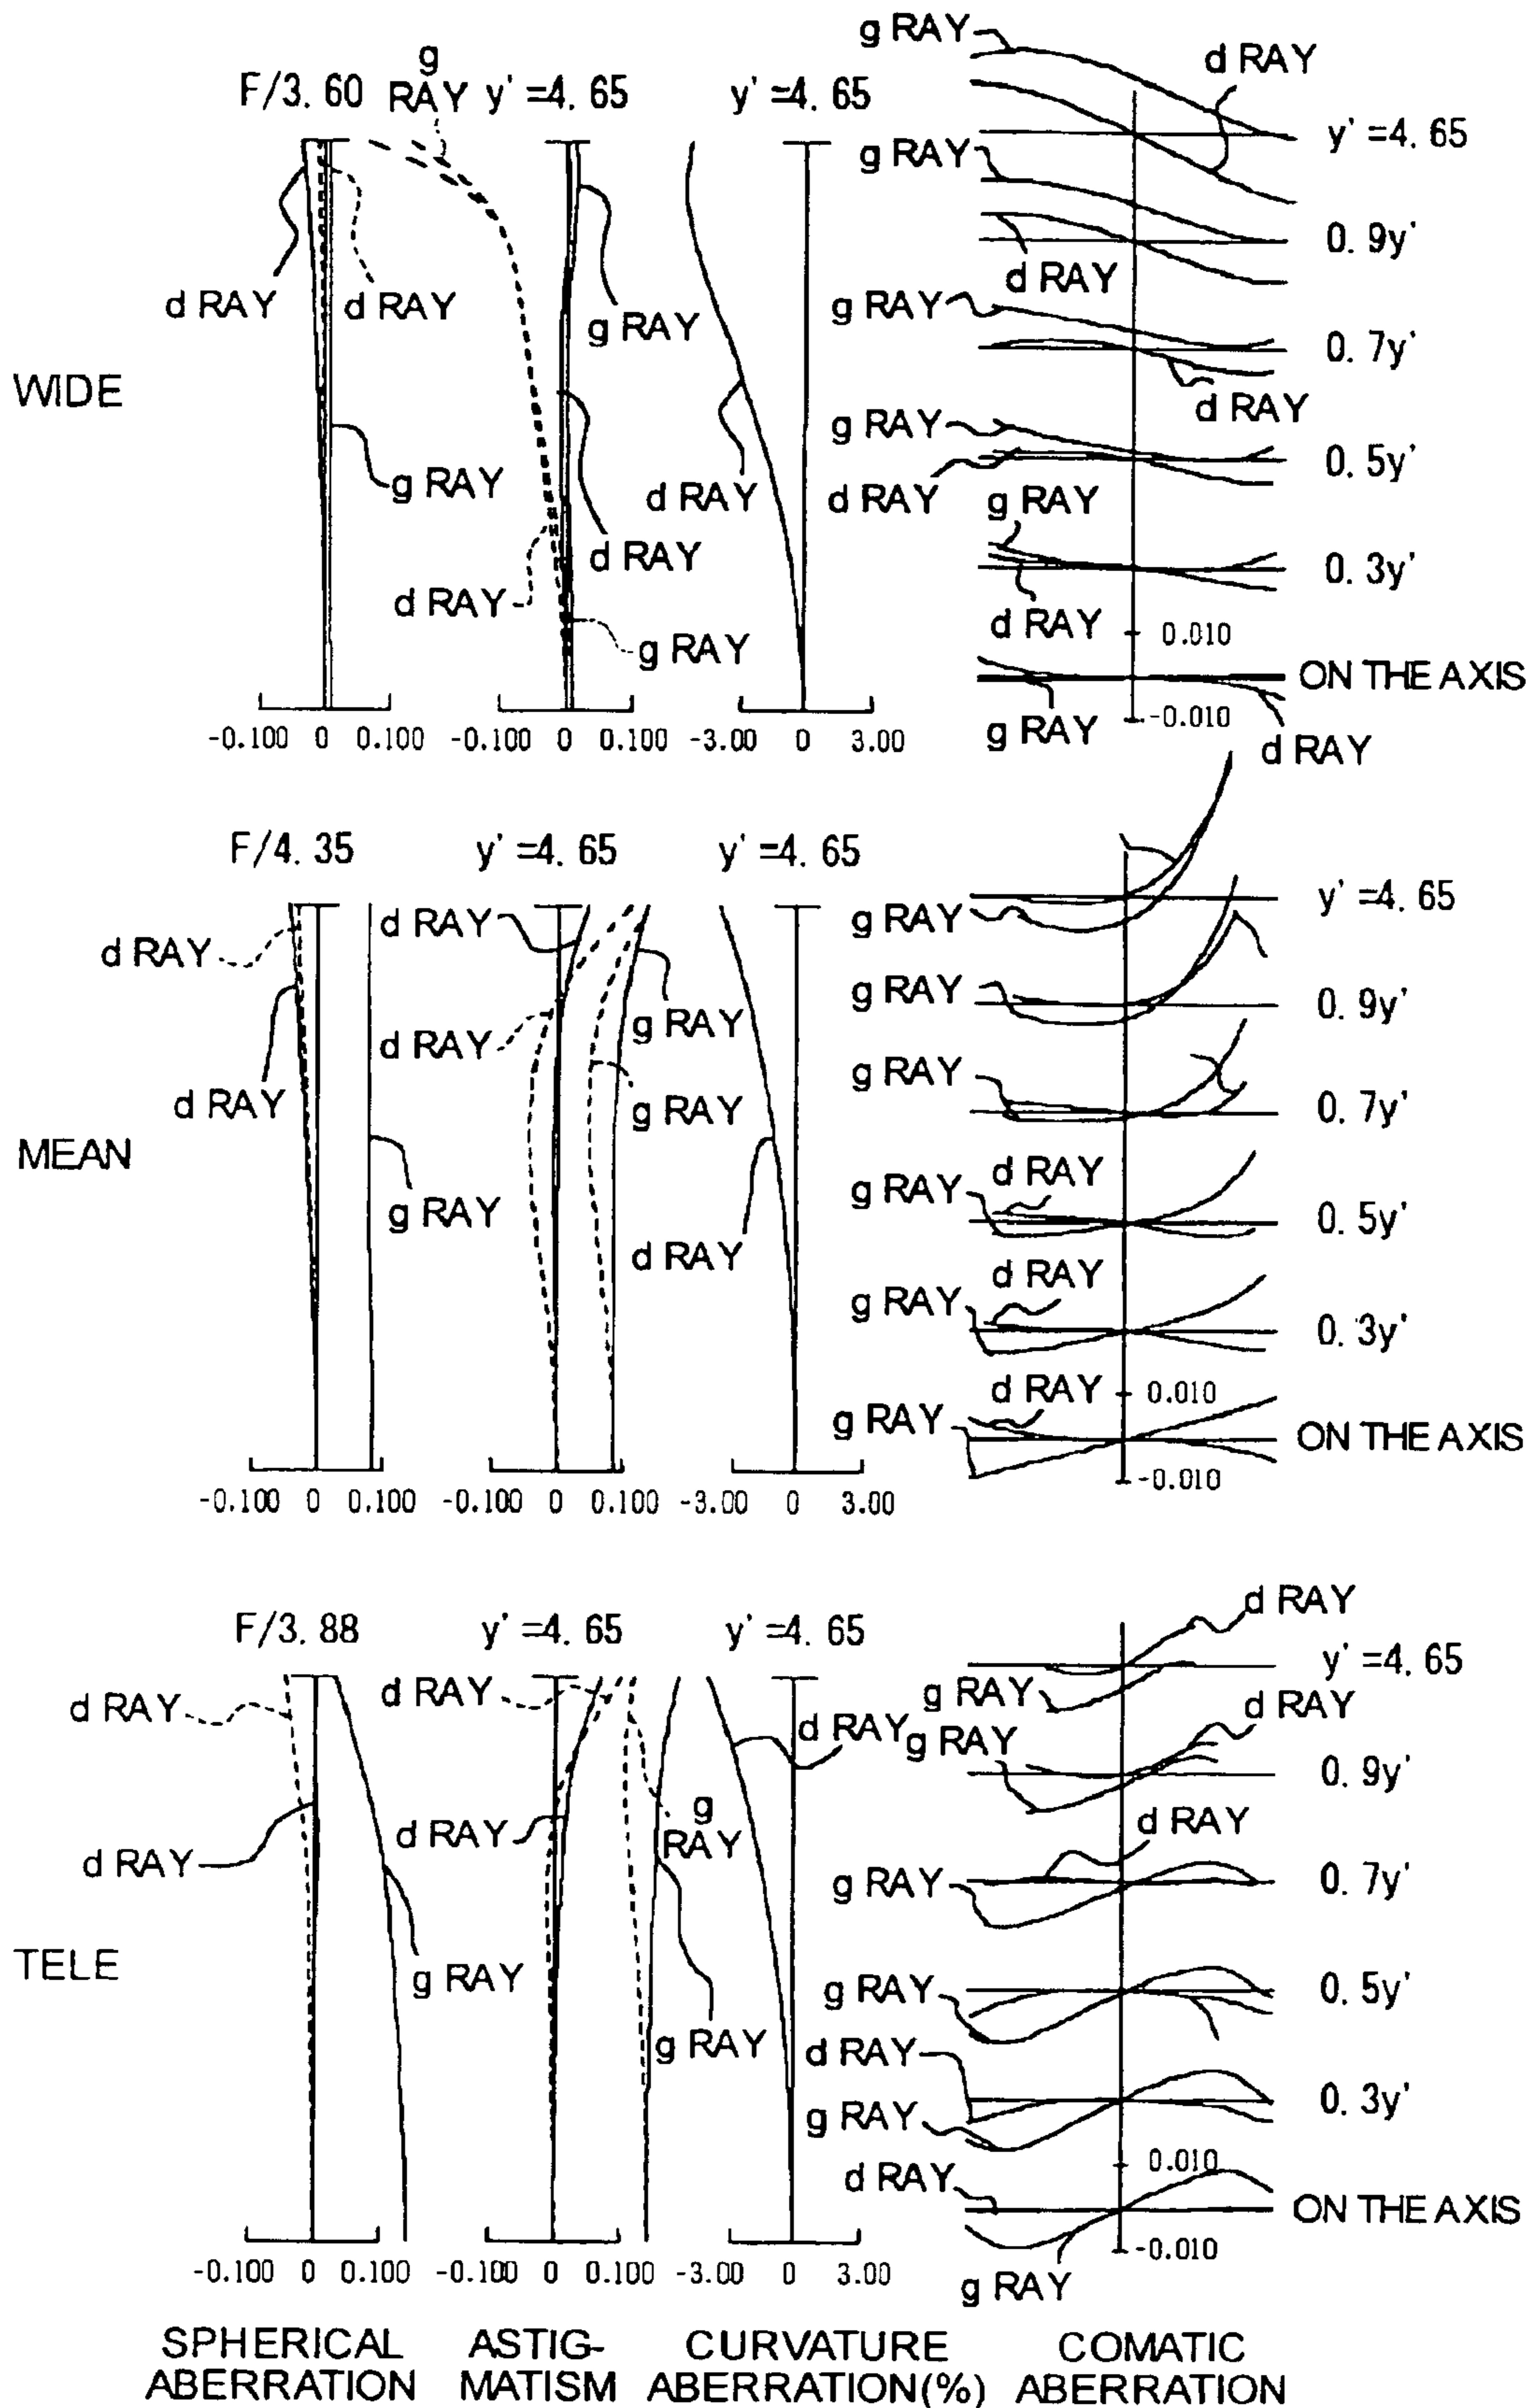 g RAY
d RAY
g
F/3. 60 RAY y' =4. 65 y' =4. 65
y' =4. 65
g RAY
0. 9y'
d RAY
d RAY d RAY
g RAY
g RAY
0. 7y'
WIDE
d RAY
g RAY
0. 5y'
g RAY
d RAY
d RAY
g RAY
d RAY
0. 3y'
d RAY
d RAY
g RAY
0.010
ON THE AXIS
-0.010
g RAY
d RAY
-0.100 0 0.100 -0.100 0 0.100 -3.00 0 3.00
F/4. 35 y' =4. 65 y' =4. 65
y' =4. 65
d RAY
g RAY
d RAY
g RAY
0. 9y'
g RAY
d RAY
g RAY
d RAY
g RAY
0. 7y'
MEAN
d RAY
g RAY
g RAY
0. 5y'
d RAY
d RAY
g RAY
0. 3y'
d RAY
0.010
g RAY
ON THE AXIS
-0.010
-0.100 0 0.100 -0.100 0 0.100 -3.00 0 3.00
d RAY
F/3. 88 y' =4. 65 y' =4. 65
y' =4. 65
d RAY
d RAY
g RAY
d RAY
d RAY
g RAY
0. 9y'
g
RAY
d RAY
d RAY
d RAY
g RAY
0. 7y'
TELE
g RAY
g RAY
0. 5y'
g RAY
d RAY
0. 3y'
g RAY
0.010
d RAY
ON THE AXIS
-0.010
g RAY
-0.100 0 0.100 -0.100 0 0.100 -3.00 0 3.00
SPHERICAL ABERRATION
ASTIG-
MATISM
CURVATURE
ABERRATION(%)
COMATIC
ABERRATION